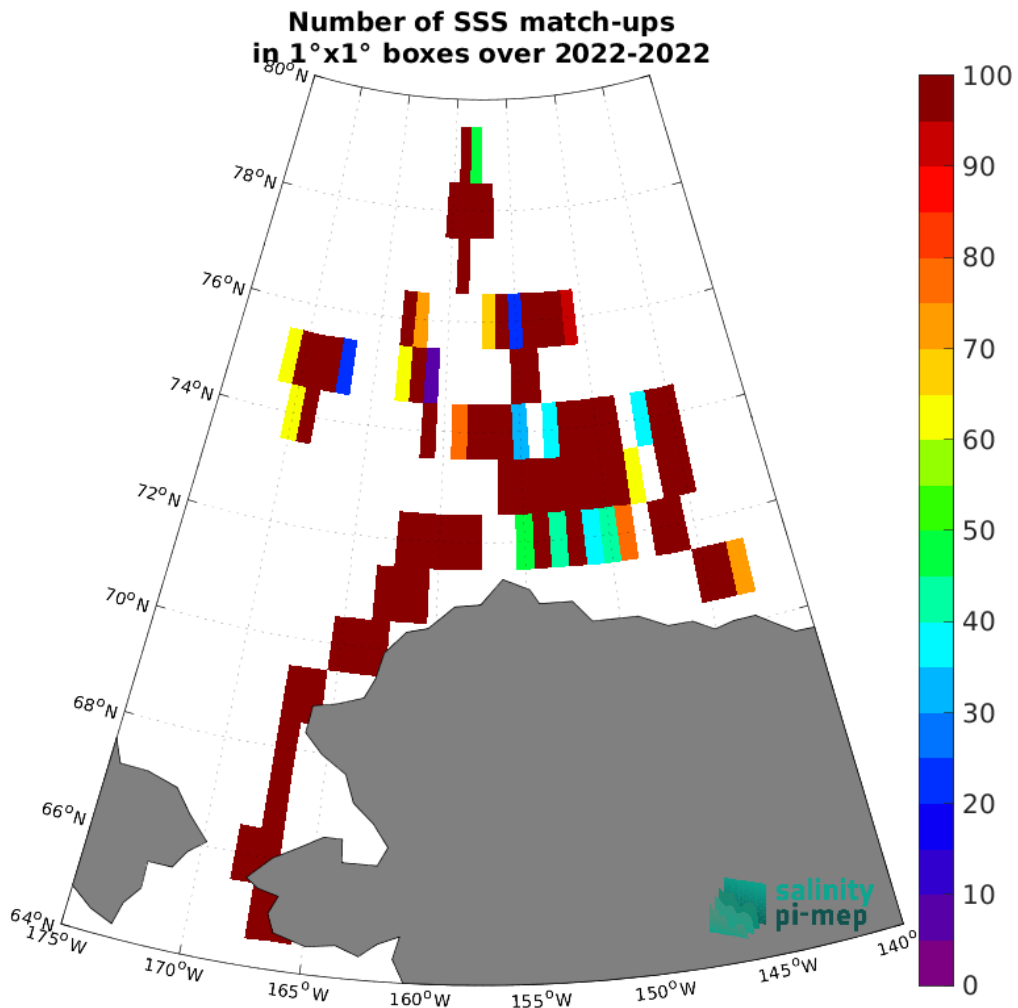 Number of SSS match-ups
in 1°x1° boxes over 2022-2022
80°N
78°N
76°N
74°N
72°N
70°N
68°N
66°N
64°N
175°W
170°W
165°W
160°W
155°W
150°W
145°W
140°
100
90
80
70
60
50
40
30
20
10
0
salinity
pi-mep